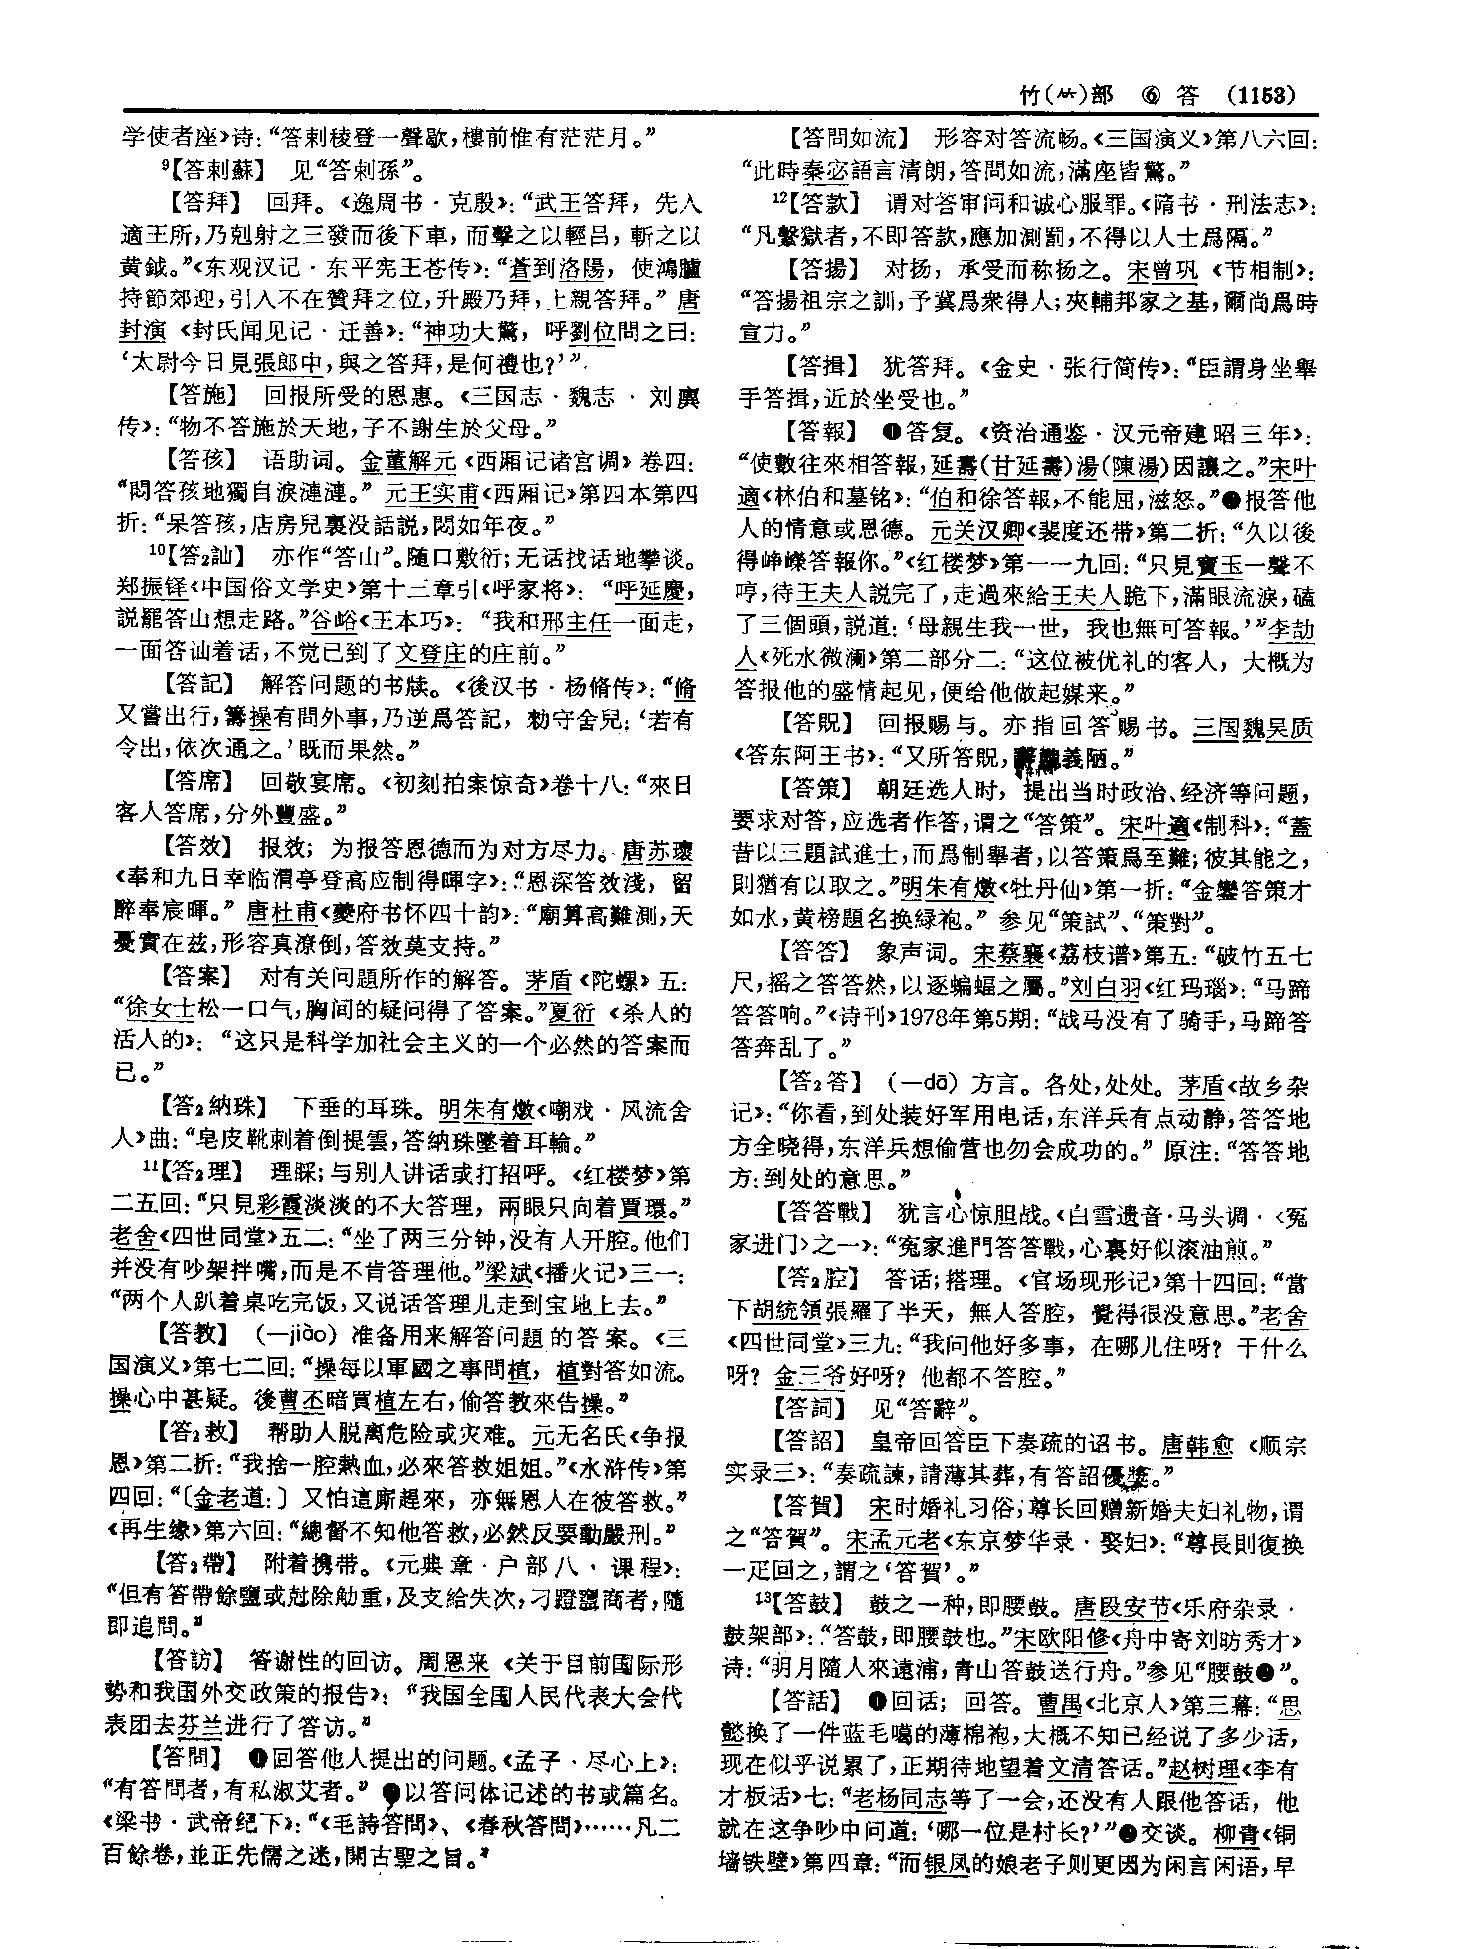 竹(⺮)部 ⑥ 答 (1153)
学使者座》诗:“答剌稜登一聲歇,樓前惟有茫茫月。”
⁹【答剌蘇】 见“答剌孫”。
【答拜】 回拜。《逸周书·克殷》:“武王答拜,先入
適王所,乃剋射之三發而後下車,而擊之以輕吕,斬之以
黄鉞。”《东观汉记·东平宪王苍传》:“蒼到洛陽,使鴻臚
持節郊迎,引入不在贊拜之位,升殿乃拜,上親答拜。”唐
封演《封氏闻见记·迁善》:“神功大驚,呼劉位問之曰:
‘太尉今日見張郎中,與之答拜,是何禮也?’”
【答施】 回报所受的恩惠。《三国志·魏志·刘廙
传》:“物不答施於天地,子不謝生於父母。”
【答孩】 语助词。金董解元《西厢记诸宫调》卷四:
“悶答孩地獨自淚漣漣。”元王实甫《西厢记》第四本第四
折:“呆答孩,店房兒裏没話説,悶如年夜。”
¹⁰【答₂訕】 亦作“答山”。随口敷衍;无话找话地攀谈。
郑振铎《中国俗文学史》第十三章引《呼家将》:“呼延慶,
説罷答山想走路。”谷峪《王本巧》:“我和邢主任一面走,
一面答讪着话,不觉已到了文登庄的庄前。”
【答記】 解答问题的书牍。《後汉书·杨脩传》:“脩
又嘗出行,籌操有問外事,乃逆爲答記,勑守舍兒:‘若有
令出,依次通之。’既而果然。”
【答席】 回敬宴席。《初刻拍案惊奇》卷十八:“來日
客人答席,分外豐盛。”
【答效】 报效;为报答恩德而为对方尽力。唐苏瓌
《奉和九日幸临渭亭登高应制得暉字》:“恩深答效淺,留
醉奉宸暉。”唐杜甫《夔府书怀四十韵》:“廟算高難測,天
憂實在兹,形容真潦倒,答效莫支持。”
【答案】 对有关问题所作的解答。茅盾《陀螺》五:
“徐女士松一口气,胸间的疑问得了答案。”夏衍《杀人的
活人的》:“这只是科学加社会主义的一个必然的答案而
已。”
【答₂納珠】 下垂的耳珠。明朱有燉《嘲戏·风流舍
人》曲:“皂皮靴刺着倒提雲,答納珠墜着耳輪。”
¹¹【答₂理】 理睬;与别人讲话或打招呼。《红楼梦》第
二五回:“只見彩霞淡淡的不大答理,兩眼只向着賈環。”
老舍《四世同堂》五二:“坐了两三分钟,没有人开腔。他们
并没有吵架拌嘴,而是不肯答理他。”梁斌《播火记》三一:
“两个人趴着桌吃完饭,又说话答理儿走到宝地上去。”
【答教】 (—jiào) 准备用来解答问题的答案。《三
国演义》第七二回:“操每以軍國之事問植,植對答如流。
操心中甚疑。後曹丕暗買植左右,偷答教來告操。”
【答₂救】 帮助人脱离危险或灾难。元无名氏《争报
恩》第二折:“我捨一腔熱血,必來答救姐姐。”《水浒传》第
四回:“〔金老道:〕又怕這厮趕來,亦無恩人在彼答救。”
《再生缘》第六回:“總督不知他答救,必然反要動嚴刑。”
【答₂帶】 附着携带。《元典章·户部八·课程》:
“但有答帶餘鹽或尅除觔重,及支給失次,刁蹬鹽商者,隨
即追問。”
【答訪】 答谢性的回访。周恩来《关于目前国际形
势和我国外交政策的报告》:“我国全国人民代表大会代
表团去芬兰进行了答访。”
【答問】 ❶回答他人提出的问题。《孟子·尽心上》:
“有答問者,有私淑艾者。”❷以答问体记述的书或篇名。
《梁书·武帝纪下》:“《毛詩答問》、《春秋答問》……凡二
百餘卷,並正先儒之迷,開古聖之旨。”
【答問如流】 形容对答流畅。《三国演义》第八六回:
“此時秦宓語言清朗,答問如流,滿座皆驚。”
¹²【答款】 谓对答审问和诚心服罪。《隋书·刑法志》:
“凡繫獄者,不即答款,應加測罰,不得以人士爲隔。”
【答揚】 对扬,承受而称扬之。宋曾巩《节相制》:
“答揚祖宗之訓,予冀爲衆得人;夾輔邦家之基,爾尚爲時
宣力。”
【答揖】 犹答拜。《金史·张行简传》:“臣謂身坐舉
手答揖,近於坐受也。”
【答報】 ❶答复。《资治通鉴·汉元帝建昭三年》:
“使數往來相答報,延壽(甘延壽)湯(陳湯)因讓之。”宋叶
適《林伯和墓铭》:“伯和徐答報,不能屈,滋怒。”❷报答他
人的情意或恩德。元关汉卿《裴度还带》第二折:“久以後
得峥嶸答報你。”《红楼梦》第一一九回:“只見寶玉一聲不
哼,待王夫人説完了,走過來給王夫人跪下,滿眼流淚,磕
了三個頭,説道:‘母親生我一世,我也無可答報。’”李劼
人《死水微澜》第二部分二:“这位被优礼的客人,大概为
答报他的盛情起见,便给他做起媒来。”
【答貺】 回报赐与。亦指回答赐书。三国魏吴质
《答东阿王书》:“又所答貺,辭醜義陋。”
【答策】 朝廷选人时,提出当时政治、经济等问题,
要求对答,应选者作答,谓之“答策”。宋叶適《制科》:“蓋
昔以三題試進士,而爲制舉者,以答策爲至難;彼其能之,
則猶有以取之。”明朱有燉《牡丹仙》第一折:“金鑾答策才
如水,黄榜題名换緑袍。”参见“策試”、“策對”。
【答答】 象声词。宋蔡襄《荔枝谱》第五:“破竹五七
尺,摇之答答然,以逐蝙蝠之屬。”刘白羽《红玛瑙》:“马蹄
答答响。”《诗刊》1978年第5期:“战马没有了骑手,马蹄答
答奔乱了。”
【答₂答】 (—dā) 方言。各处,处处。茅盾《故乡杂
记》:“你看,到处装好军用电话,东洋兵有点动静,答答地
方全晓得,东洋兵想偷营也勿会成功的。”原注:“答答地
方:到处的意思。”
【答答戰】 犹言心惊胆战。《白雪遗音·马头调·〈冤
家进门〉之一》:“寃家進門答答戰,心裏好似滚油煎。”
【答₂腔】 答话;搭理。《官场现形记》第十四回:“當
下胡統領張羅了半天,無人答腔,覺得很没意思。”老舍
《四世同堂》三九:“我问他好多事,在哪儿住呀?干什么
呀?金三爷好呀?他都不答腔。”
【答詞】 见“答辭”。
【答詔】 皇帝回答臣下奏疏的诏书。唐韩愈《顺宗
实录三》:“奏疏諫,請薄其葬,有答詔優獎。”
【答賀】 宋时婚礼习俗,尊长回赠新婚夫妇礼物,谓
之“答賀”。宋孟元老《东京梦华录·娶妇》:“尊長則復換
一疋回之,謂之‘答賀’。”
¹³【答鼓】 鼓之一种,即腰鼓。唐段安节《乐府杂录·
鼓架部》:“答鼓,即腰鼓也。”宋欧阳修《舟中寄刘昉秀才》
诗:“明月隨人來遠浦,青山答鼓送行舟。”参见“腰鼓❶”。
【答話】 ❶回话;回答。曹禺《北京人》第三幕:“思
懿换了一件蓝毛噶的薄棉袍,大概不知已经说了多少话,
现在似乎说累了,正期待地望着文清答话。”赵树理《李有
才板话》七:“老杨同志等了一会,还没有人跟他答话,他
就在这争吵中问道:‘哪一位是村长?’”❷交谈。柳青《铜
墙铁壁》第四章:“而银凤的娘老子则更因为闲言闲语,早